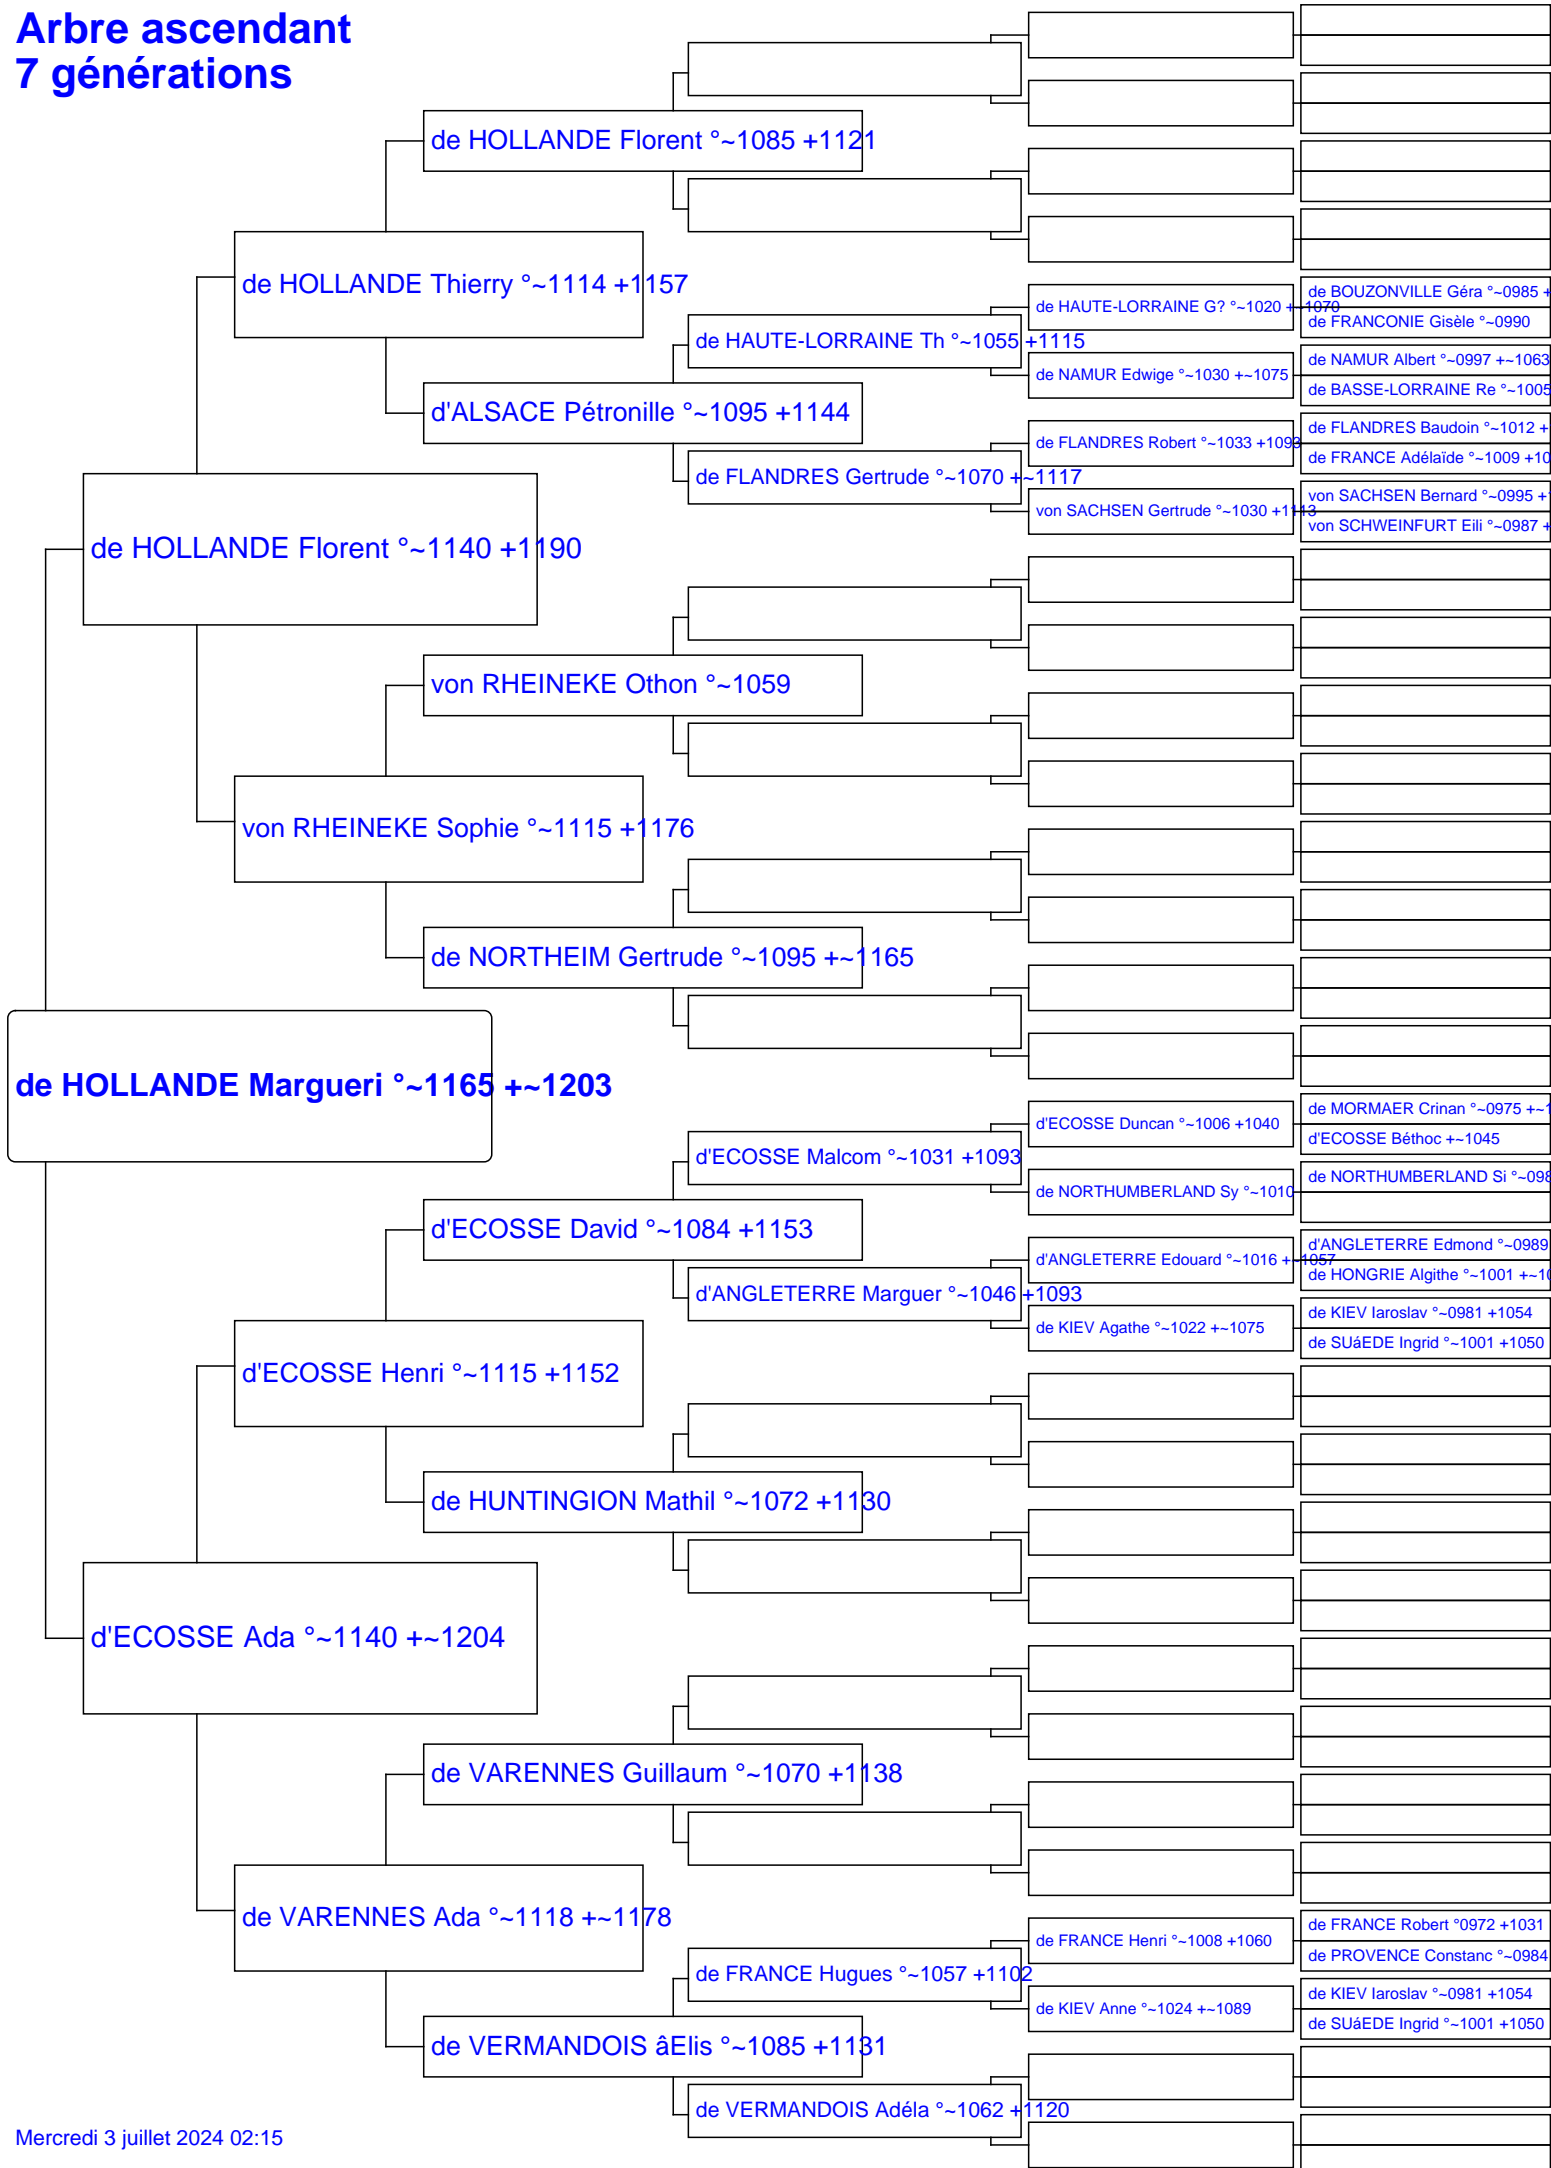 Arbre ascendant
7 générations
de HOLLANDE Florent °~1085 +1121
de HOLLANDE Thierry °~1114 +1157
de BOUZONVILLE Géra °~0985 +
de HAUTE-LORRAINE G? °~1020 +~1070
de FRANCONIE Gisèle °~0990
de HAUTE-LORRAINE Th °~1055 +1115
de NAMUR Albert °~0997 +~1063
de NAMUR Edwige °~1030 +~1075
de BASSE-LORRAINE Re °~1005
d'ALSACE Pétronille °~1095 +1144
de FLANDRES Baudoin °~1012 +
de FLANDRES Robert °~1033 +1093
de FRANCE Adélaïde °~1009 +10
de FLANDRES Gertrude °~1070 +~1117
von SACHSEN Bernard °~0995 +
von SACHSEN Gertrude °~1030 +1113
von SCHWEINFURT Eili °~0987 +
de HOLLANDE Florent °~1140 +1190
von RHEINEKE Othon °~1059
von RHEINEKE Sophie °~1115 +1176
de NORTHEIM Gertrude °~1095 +~1165
de HOLLANDE Margueri °~1165 +~1203
de MORMAER Crinan °~0975 +~1
d'ECOSSE Duncan °~1006 +1040
d'ECOSSE Béthoc +~1045
d'ECOSSE Malcom °~1031 +1093
de NORTHUMBERLAND Si °~098
de NORTHUMBERLAND Sy °~1010
d'ECOSSE David °~1084 +1153
d'ANGLETERRE Edmond °~0989
d'ANGLETERRE Edouard °~1016 +~1057
de HONGRIE Algithe °~1001 +~10
d'ANGLETERRE Marguer °~1046 +1093
de KIEV Iaroslav °~0981 +1054
de KIEV Agathe °~1022 +~1075
de SUáEDE Ingrid °~1001 +1050
d'ECOSSE Henri °~1115 +1152
de HUNTINGION Mathil °~1072 +1130
d'ECOSSE Ada °~1140 +~1204
de VARENNES Guillaum °~1070 +1138
de VARENNES Ada °~1118 +~1178
de FRANCE Robert °0972 +1031
de FRANCE Henri °~1008 +1060
de PROVENCE Constanc °~0984
de FRANCE Hugues °~1057 +1102
de KIEV Iaroslav °~0981 +1054
de KIEV Anne °~1024 +~1089
de SUáEDE Ingrid °~1001 +1050
de VERMANDOIS âElis °~1085 +1131
de VERMANDOIS Adéla °~1062 +1120
Mercredi 3 juillet 2024 02:15